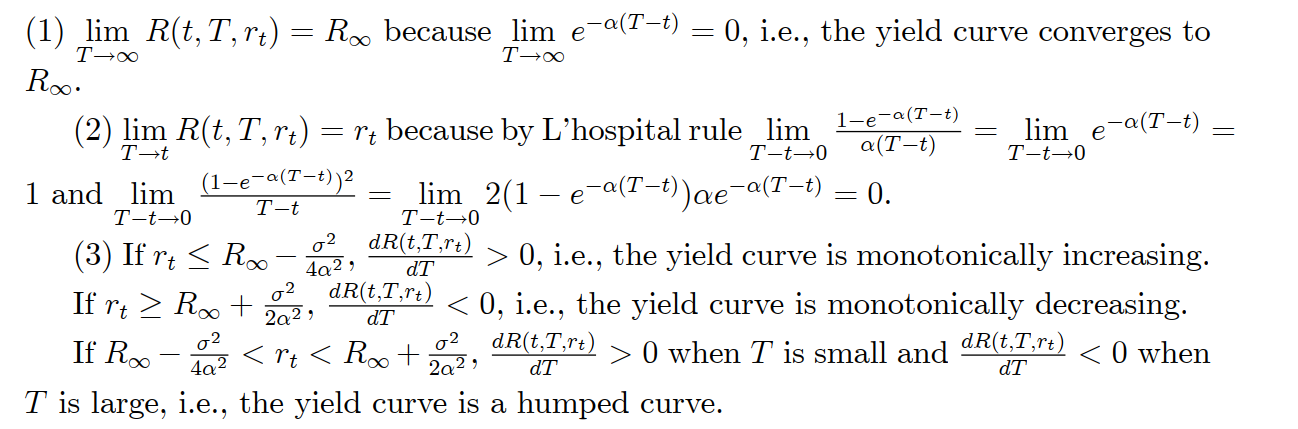 (1) $\lim_{T\to\infty} R(t,T,r_t) = R_\infty$ because $\lim_{T\to\infty} e^{-\alpha(T-t)} = 0$, i.e., the yield curve converges to
$R_\infty$.
(2) $\lim_{T\to t} R(t,T,r_t) = r_t$ because by L'hospital rule $\lim_{T-t\to 0} \frac{1-e^{-\alpha(T-t)}}{\alpha(T-t)} = \lim_{T-t\to 0} e^{-\alpha(T-t)} =$
$1$ and $\lim_{T-t\to 0} \frac{(1-e^{-\alpha(T-t)})^2}{T-t} = \lim_{T-t\to 0} 2(1-e^{-\alpha(T-t)})\alpha e^{-\alpha(T-t)} = 0$.
(3) If $r_t \leq R_\infty - \frac{\sigma^2}{4\alpha^2}$, $\frac{dR(t,T,r_t)}{dT} > 0$, i.e., the yield curve is monotonically increasing.
If $r_t \geq R_\infty + \frac{\sigma^2}{2\alpha^2}$, $\frac{dR(t,T,r_t)}{dT} < 0$, i.e., the yield curve is monotonically decreasing.
If $R_\infty - \frac{\sigma^2}{4\alpha^2} < r_t < R_\infty + \frac{\sigma^2}{2\alpha^2}$, $\frac{dR(t,T,r_t)}{dT} > 0$ when $T$ is small and $\frac{dR(t,T,r_t)}{dT} < 0$ when
$T$ is large, i.e., the yield curve is a humped curve.